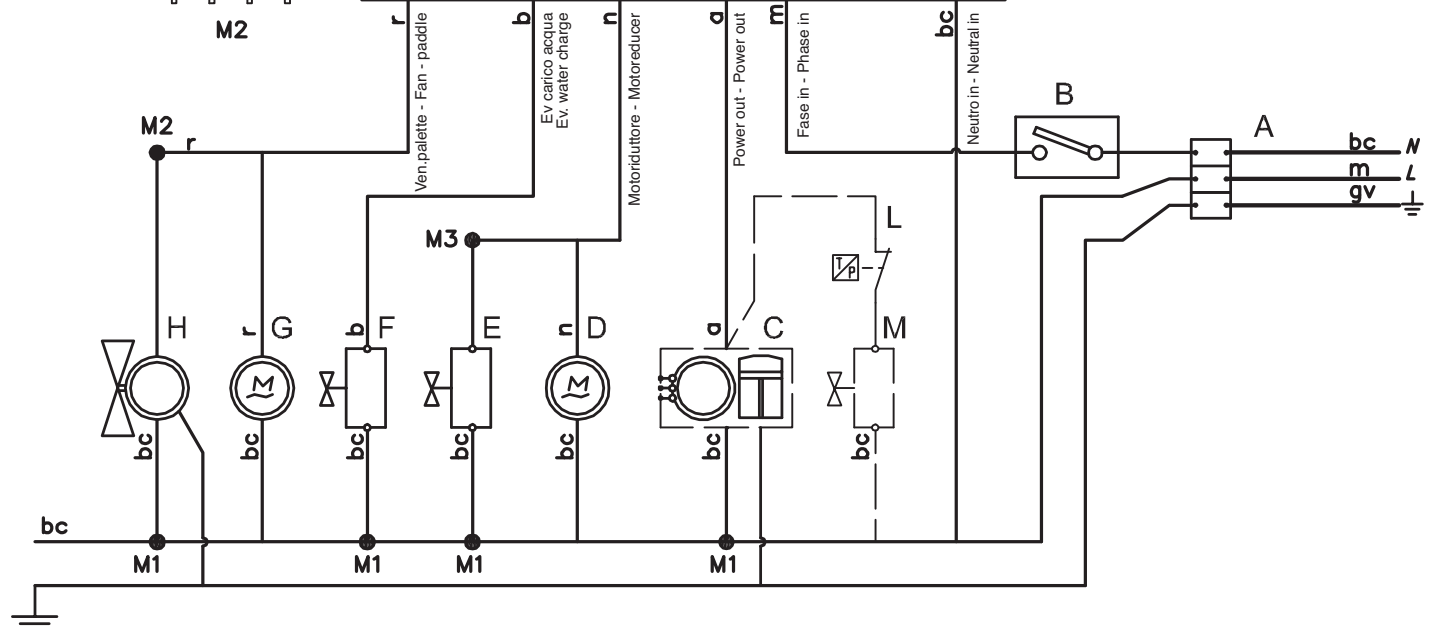 M2
r
b
n
a
m
bc
Ven.palette - Fan - paddle
Ev carico acqua
Ev. water charge
Motoriduttore - Motoreducer
Power out - Power out
Fase in - Phase in
Neutro in - Neutral in
B
A
M2
r
bc N
m L
gv
L
M3
T/P
H
r G
b F
E
n D
a C
M
M
M
bc
bc
bc
bc
bc
bc
bc
bc
M1
M1
M1
M1